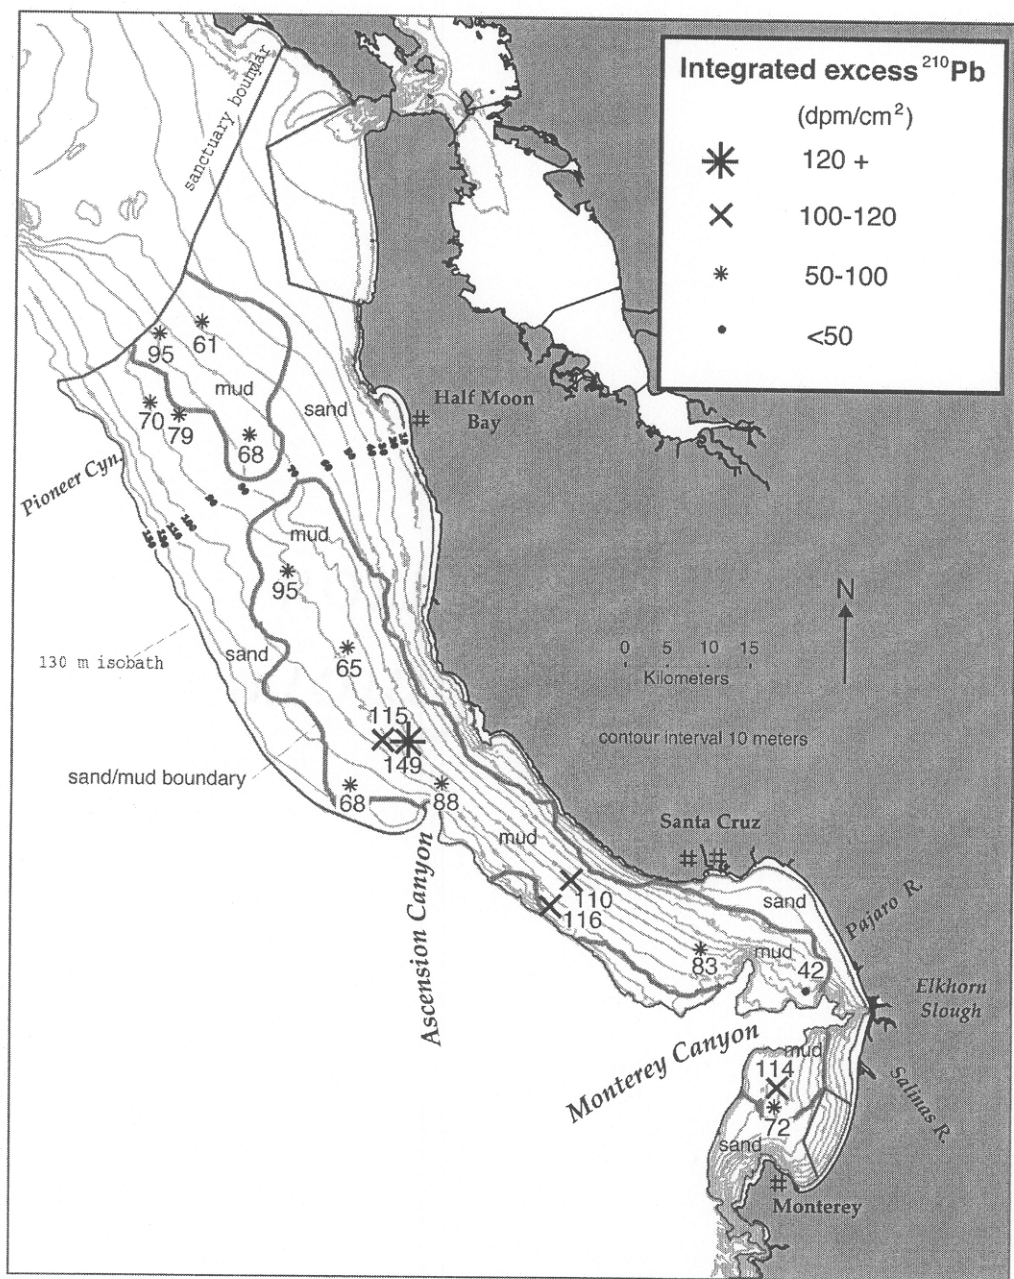 Integrated excess ²¹⁰Pb
(dpm/cm²)
120 +
100-120
50-100
<50
sanctuary boundar
95
61
mud
70
79
68
sand
Half Moon
Bay
Pioneer Cyn.
mud
95
130 m isobath
sand
65
N
0 5 10 15
Kilometers
contour interval 10 meters
115
149
sand/mud boundary
68
88
Ascension Canyon
mud
Santa Cruz
110
116
sand
Pajaro R.
83
mud
42
Elkhorn
Slough
Monterey Canyon
mud
114
72
sand
Salinas R.
Monterey